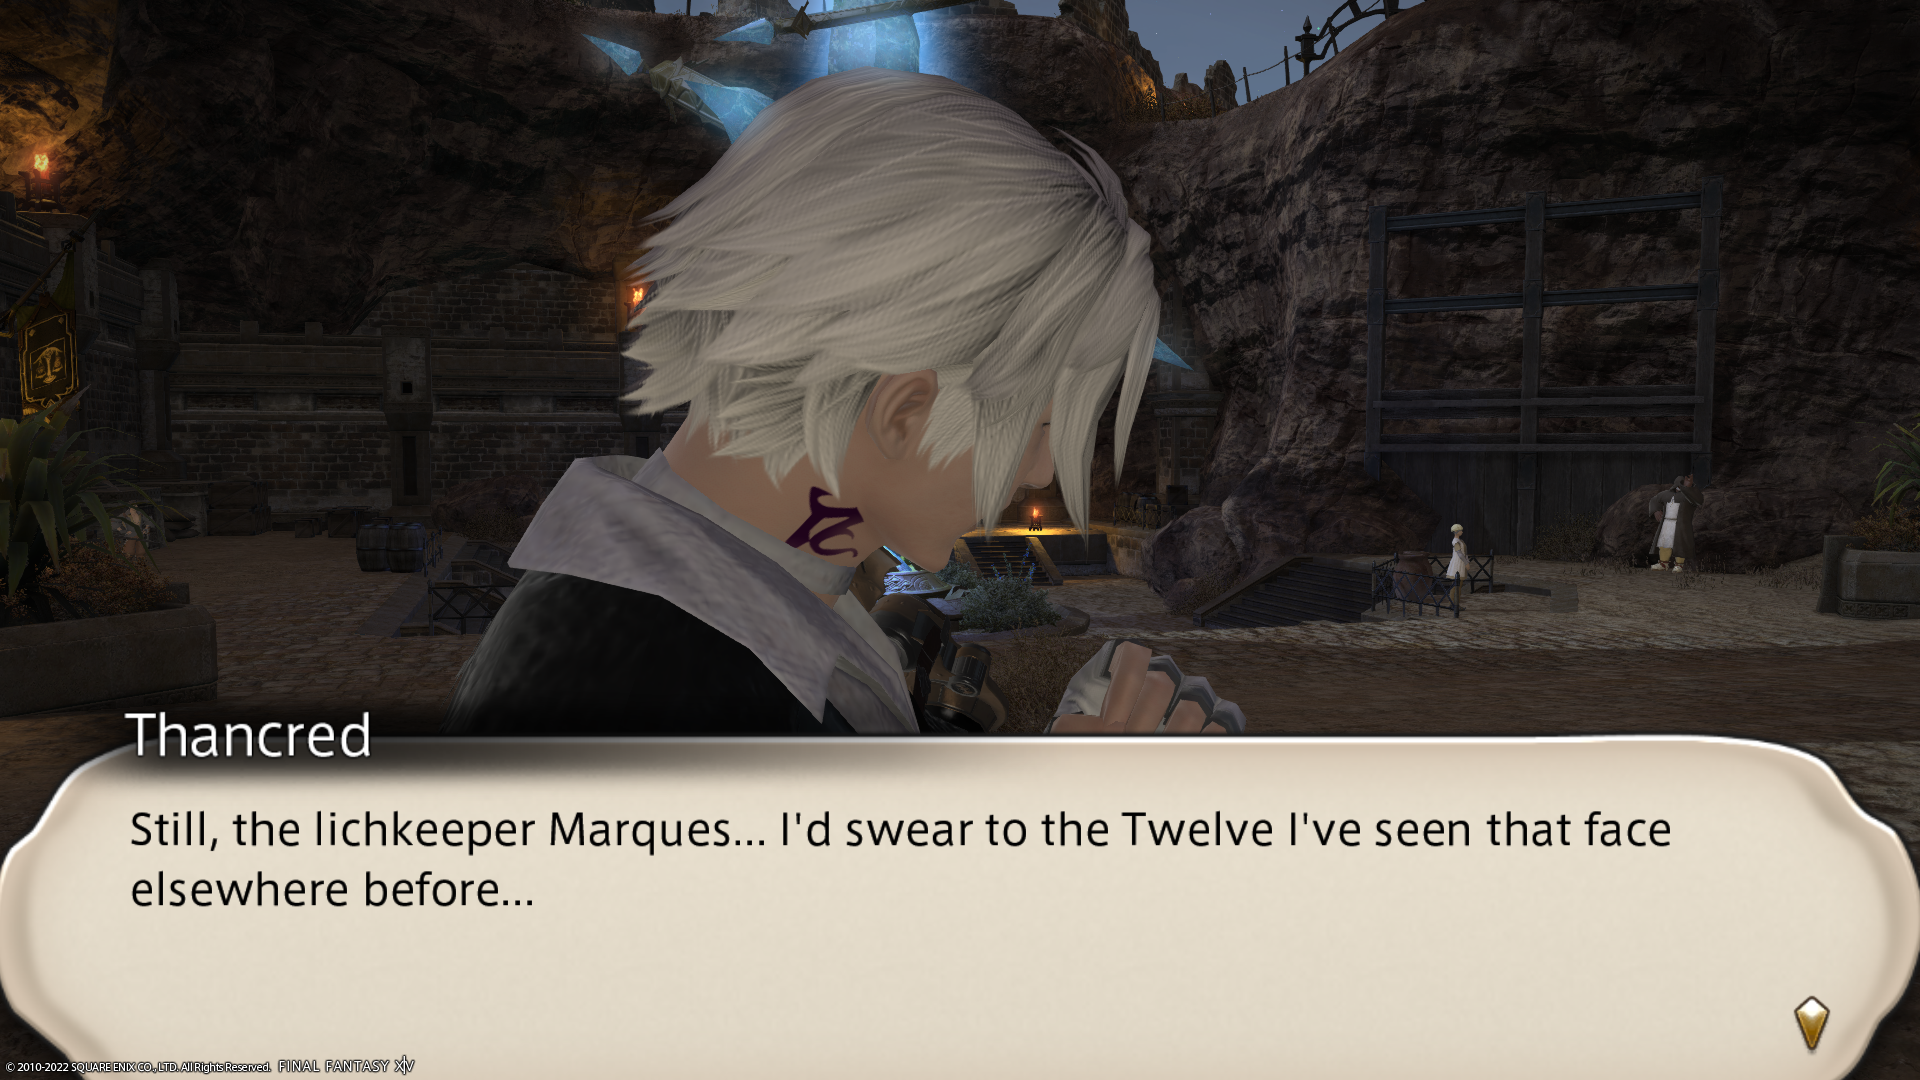 Thancred
Still, the lichkeeper Marques... I'd swear to the Twelve I've seen that face
elsewhere before...
© 2010-2022 SQUARE ENIX CO., LTD. All Rights Reserved. FINAL FANTASY XIV